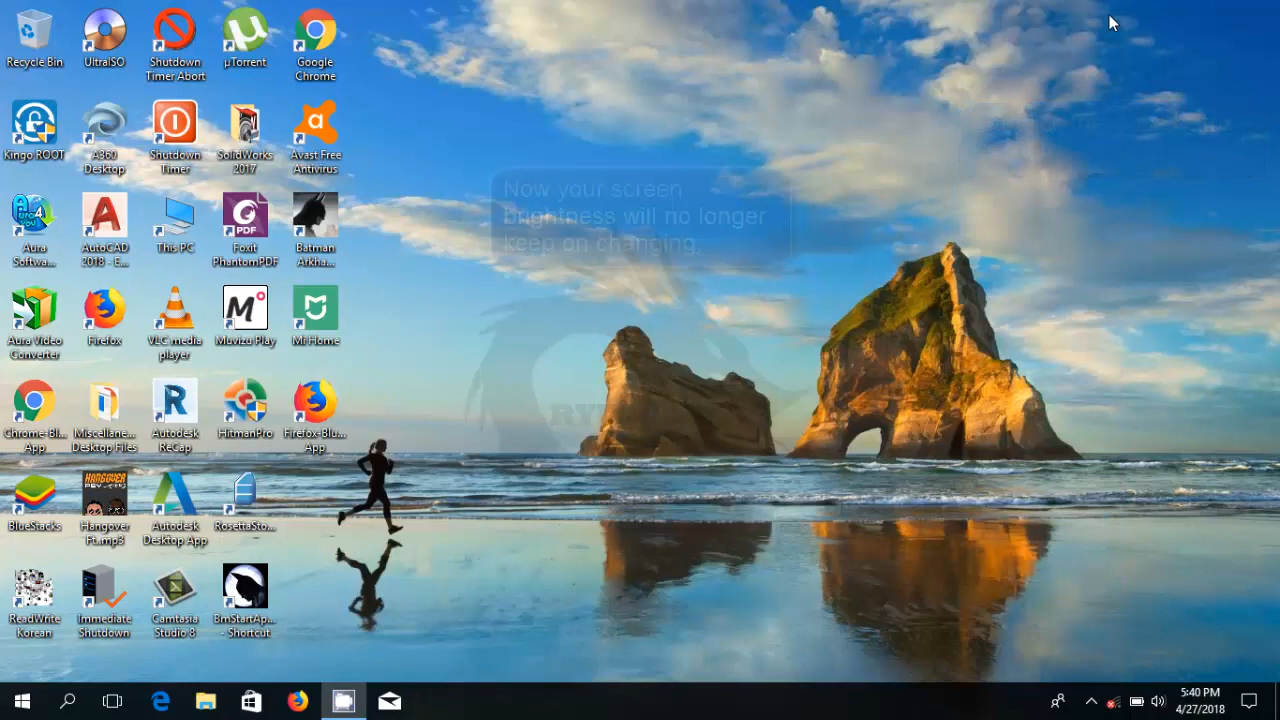 Recycle Bin
UltraISO
Shutdown
Timer Abort
µTorrent
Google
Chrome
Kingo ROOT
A360
Desktop
Shutdown
Timer
SolidWorks
2017
Avast Free
Antivirus
Aura
Softwa...
AutoCAD
2018 - E...
This PC
PDF
Foxit
PhantomPDF
Batman
Arkha...
Aura Video
Converter
Firefox
VLC media
player
Muvizu Play
Mi Home
Chrome-Bl...
App
Miscellane...
Desktop Files
Autodesk
ReCap
HitmanPro
Firefox-Blu...
App
BlueStacks
HANGOVER
Hangover
Ft..mp3
Autodesk
Desktop App
RosettaSto...
ReadWrite
Korean
Immediate
Shutdown
Camtasia
Studio 8
BmStartAp...
- Shortcut
Now your screen
brightness will no longer
keep on changing.
5:40 PM
4/27/2018